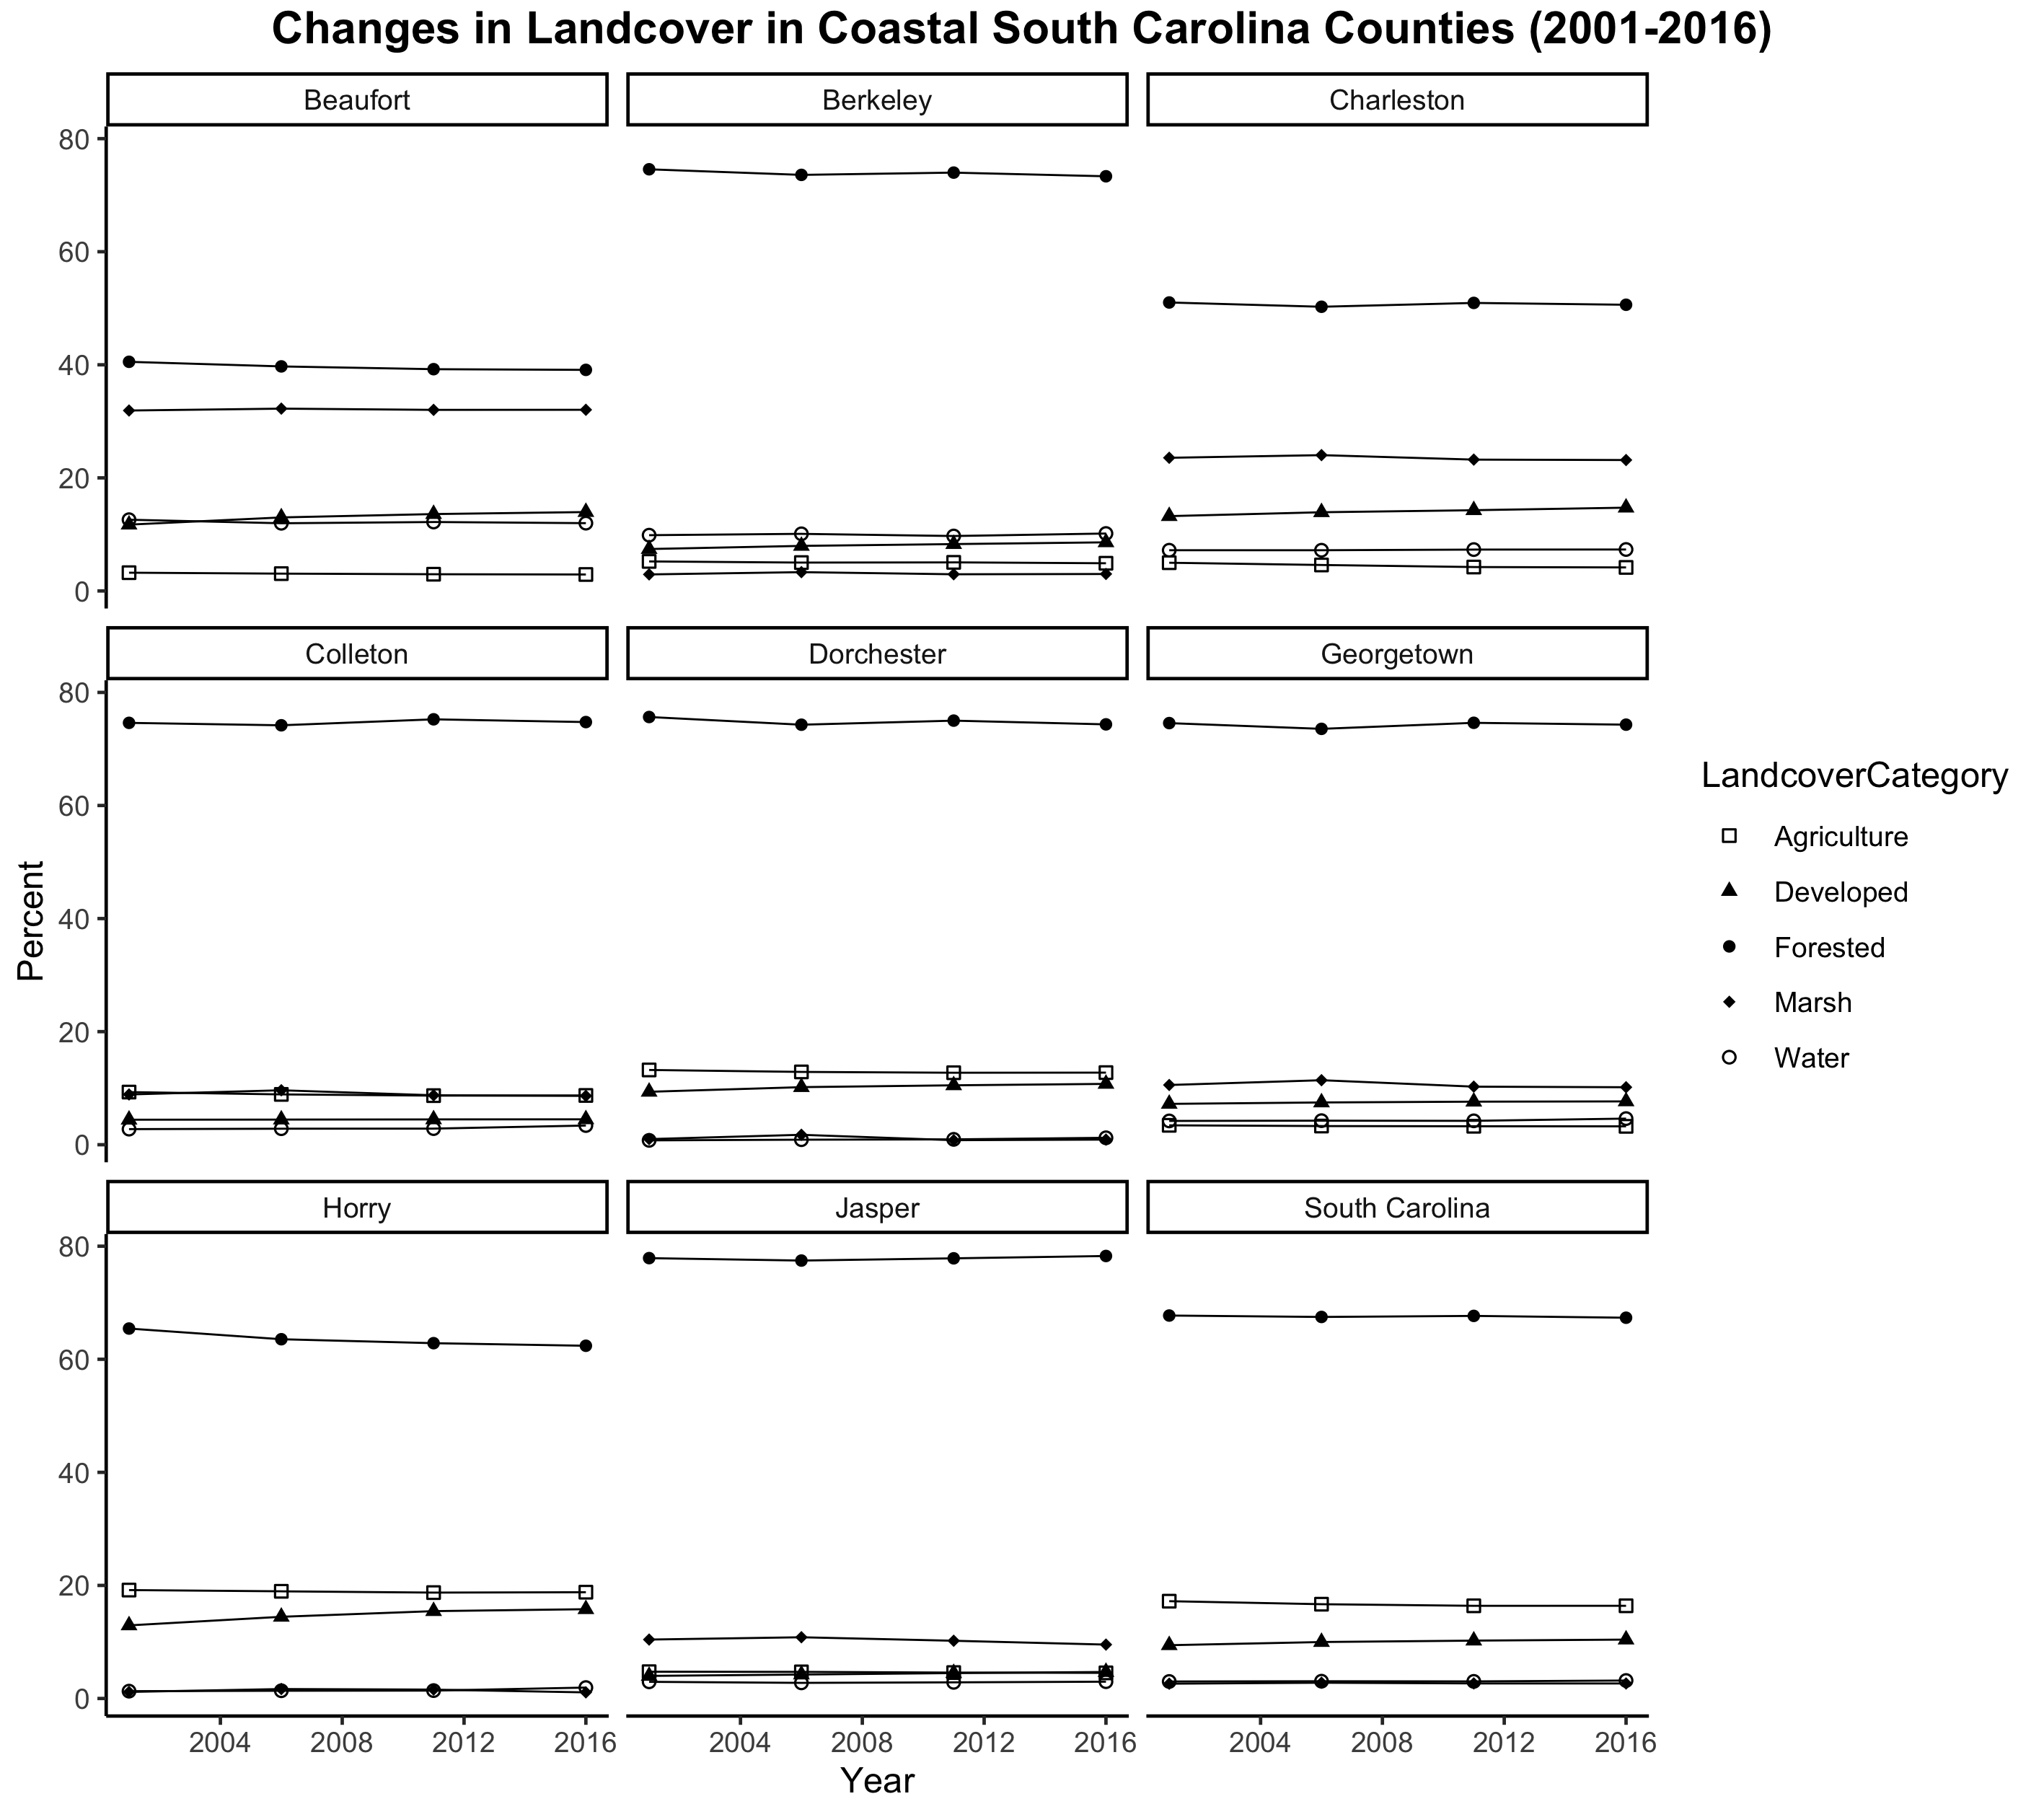 Changes in Landcover in Coastal South Carolina Counties (2001-2016)
Beaufort
Berkeley
Charleston
80
60
40
20
0
Colleton
Dorchester
Georgetown
80
60
40
20
0
Horry
Jasper
South Carolina
80
60
40
20
0
2004 2008 2012 2016
2004 2008 2012 2016
2004 2008 2012 2016
Year
Percent
LandcoverCategory
Agriculture
Developed
Forested
Marsh
Water